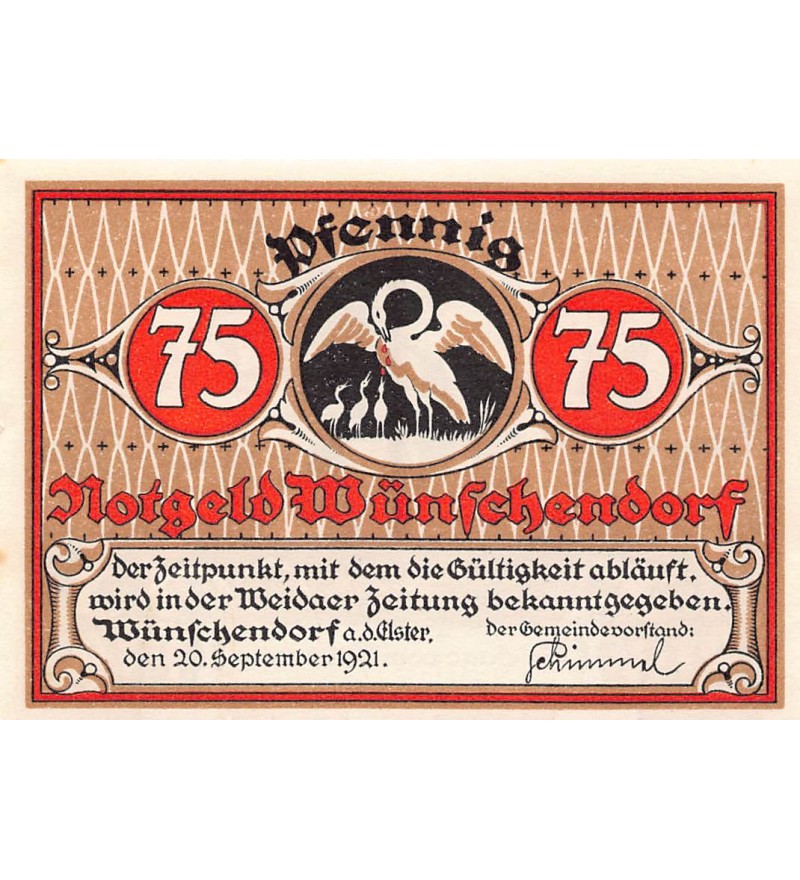 Pfennig
75 75
Notgeld Wünschendorf
Der Zeitpunkt, mit dem die Gültigkeit abläuft,
wird in der Weidaer Zeitung bekanntgegeben.
Wünschendorf a.d. Elster, der Gemeindevorstand:
den 20. September 1921. Schimmel